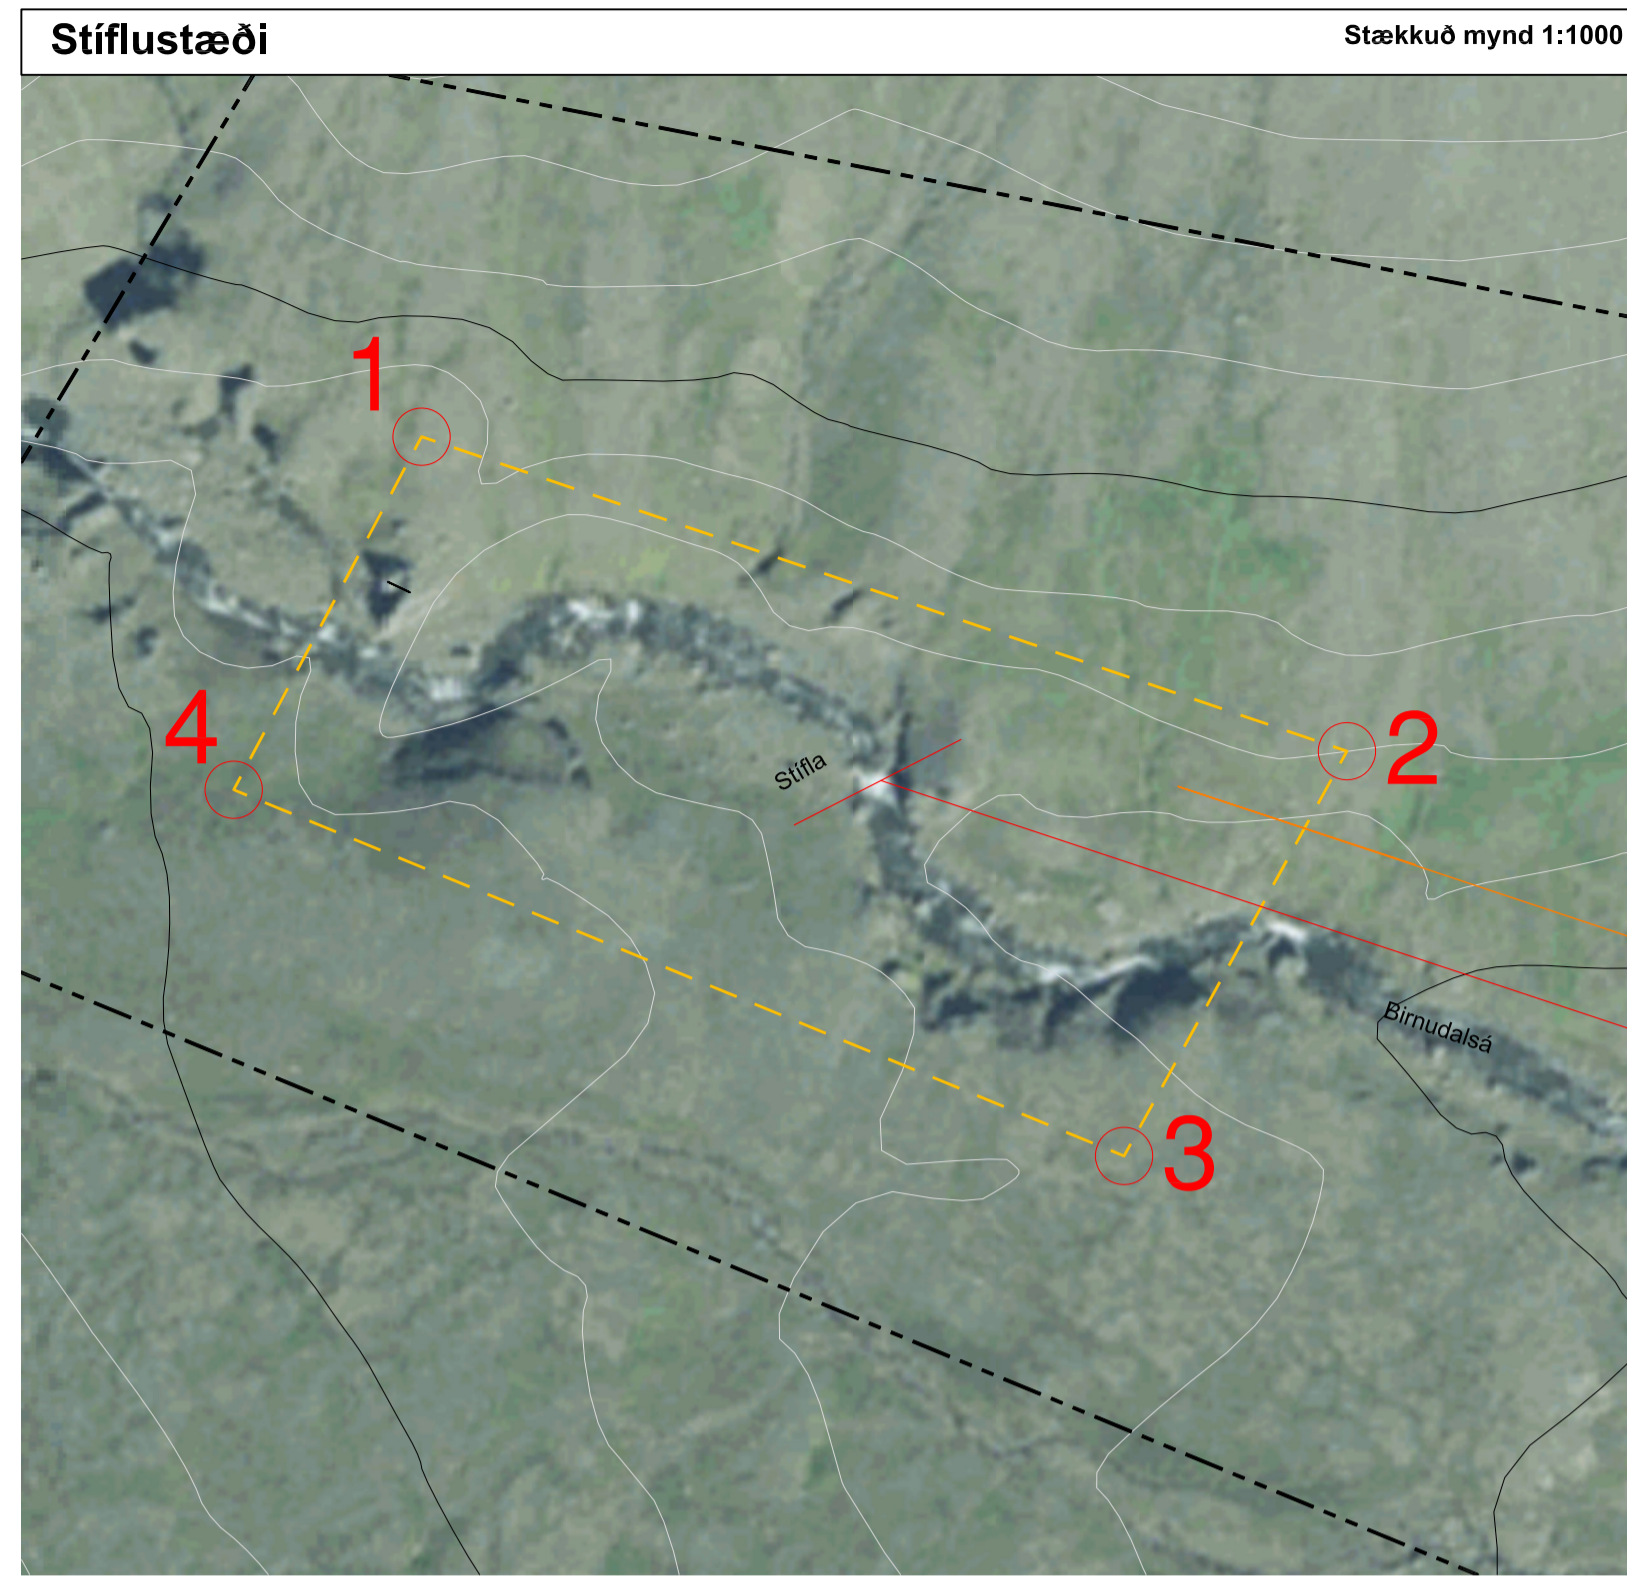 Stíflustæði
Stækkuð mynd 1:1000
1
4
2
Stífla
Birnudalsá
3